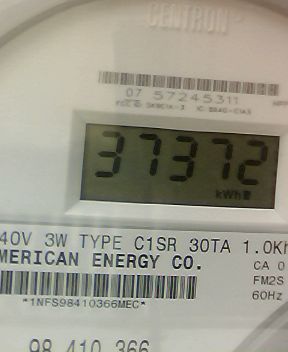 CENTRON
07 57245311
37372
kWh
40V 3W TYPE C1SR 30TA 1.0Kh
MERICAN ENERGY CO.
CA 0
FM2S
60Hz
*1NFS98410366MEC*
98 410 366